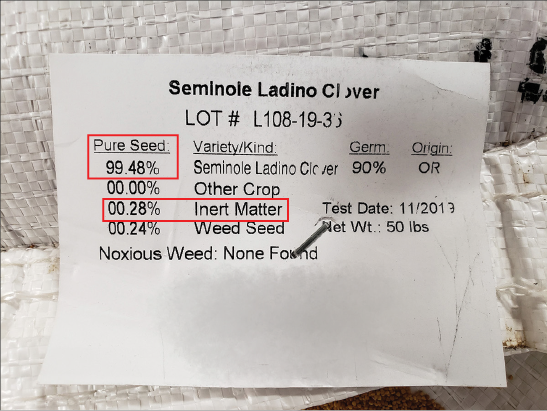 Seminole Ladino Clover
LOT # L108-19-36
Pure Seed: Variety/Kind: Germ: Origin:
99.48% Seminole Ladino Clover 90% OR
00.00% Other Crop
00.28% Inert Matter Test Date: 11/2019
00.24% Weed Seed Net Wt.: 50 lbs
Noxious Weed: None Found